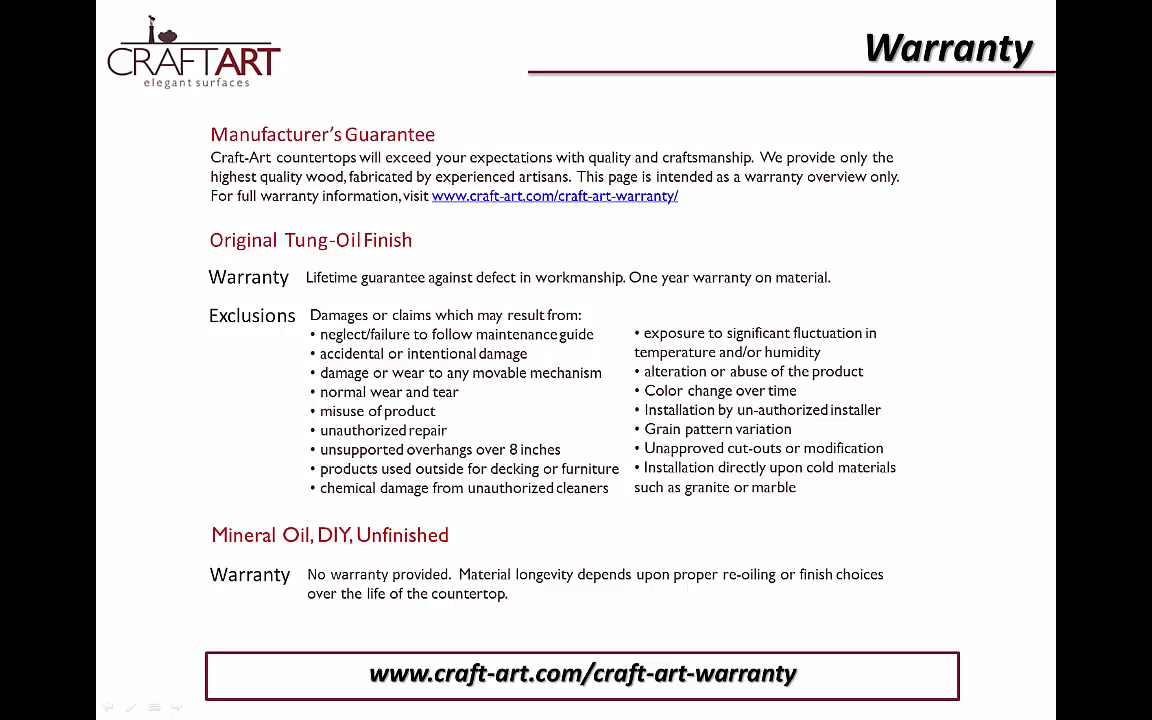 CRAFTART
elegant surfaces
Warranty
Manufacturer's Guarantee
Craft-Art countertops will exceed your expectations with quality and craftsmanship. We provide only the
highest quality wood, fabricated by experienced artisans. This page is intended as a warranty overview only.
For full warranty information, visit www.craft-art.com/craft-art-warranty/
Original Tung-Oil Finish
Warranty Lifetime guarantee against defect in workmanship. One year warranty on material.
Exclusions Damages or claims which may result from:
• neglect/failure to follow maintenance guide
• accidental or intentional damage
• damage or wear to any movable mechanism
• normal wear and tear
• misuse of product
• unauthorized repair
• unsupported overhangs over 8 inches
• products used outside for decking or furniture
• chemical damage from unauthorized cleaners
• exposure to significant fluctuation in
temperature and/or humidity
• alteration or abuse of the product
• Color change over time
• Installation by un-authorized installer
• Grain pattern variation
• Unapproved cut-outs or modification
• Installation directly upon cold materials
such as granite or marble
Mineral Oil, DIY, Unfinished
Warranty No warranty provided. Material longevity depends upon proper re-oiling or finish choices
over the life of the countertop.
www.craft-art.com/craft-art-warranty